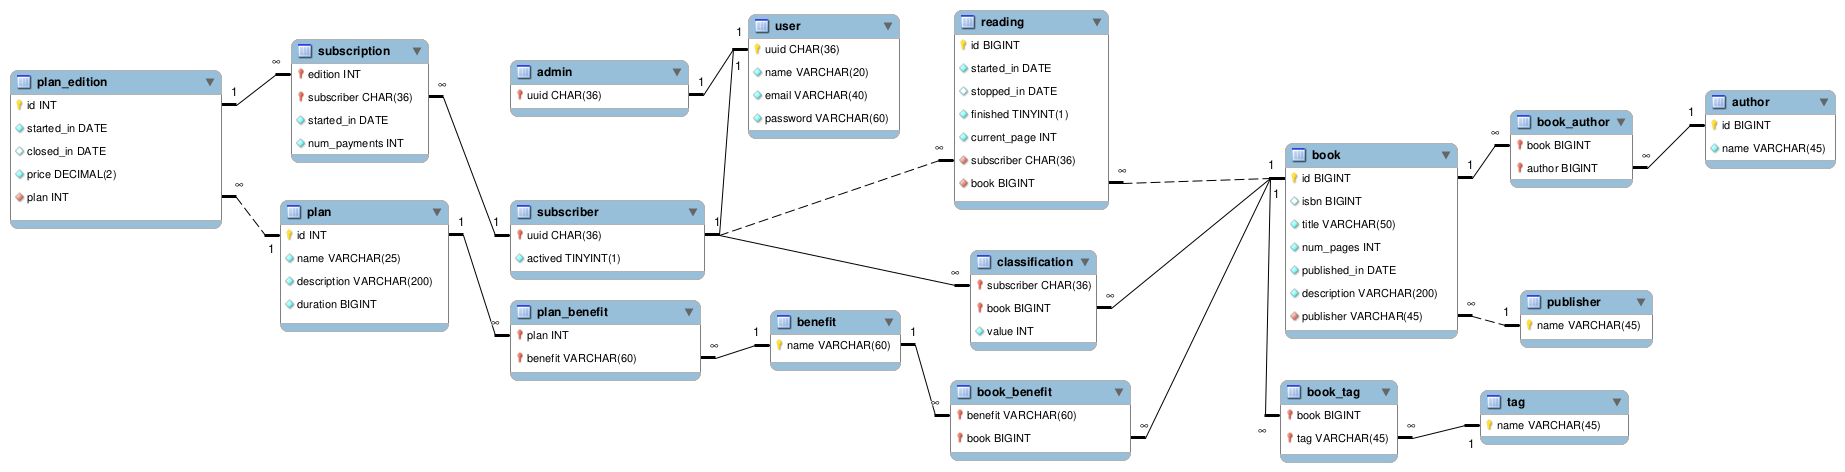 plan_edition
id INT
started_in DATE
closed_in DATE
price DECIMAL(2)
plan INT
1
∞
∞
1
subscription
edition INT
subscriber CHAR(36)
started_in DATE
num_payments INT
∞
1
plan
id INT
name VARCHAR(25)
description VARCHAR(200)
duration BIGINT
1
∞
admin
uuid CHAR(36)
1
1
1
user
uuid CHAR(36)
name VARCHAR(20)
email VARCHAR(40)
password VARCHAR(60)
subscriber
uuid CHAR(36)
actived TINYINT(1)
1
∞
∞
plan_benefit
plan INT
benefit VARCHAR(60)
∞
1
benefit
name VARCHAR(60)
1
∞
reading
id BIGINT
started_in DATE
stopped_in DATE
finished TINYINT(1)
current_page INT
subscriber CHAR(36)
book BIGINT
∞
1
1
classification
subscriber CHAR(36)
book BIGINT
value INT
∞
book_benefit
benefit VARCHAR(60)
book BIGINT
∞
book
id BIGINT
isbn BIGINT
title VARCHAR(50)
num_pages INT
published_in DATE
description VARCHAR(200)
publisher VARCHAR(45)
1
∞
∞
1
book_author
book BIGINT
author BIGINT
∞
1
author
id BIGINT
name VARCHAR(45)
publisher
name VARCHAR(45)
∞
book_tag
book BIGINT
tag VARCHAR(45)
∞
1
tag
name VARCHAR(45)